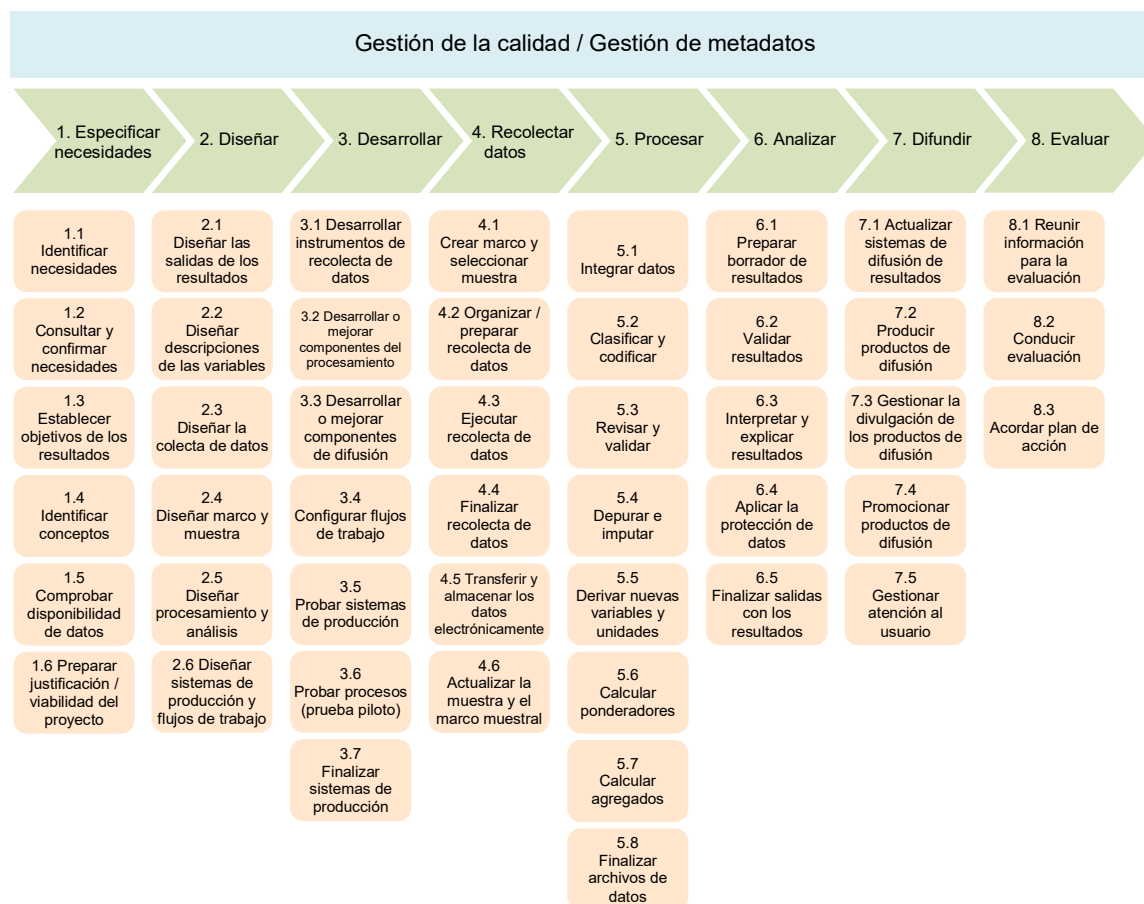 Gestión de la calidad / Gestión de metadatos
1. Especificar
necesidades
2. Diseñar
3. Desarrollar
4. Recolectar
datos
5. Procesar
6. Analizar
7. Difundir
8. Evaluar
1.1
Identificar
necesidades
1.2
Consultar y
confirmar
necesidades
1.3
Establecer
objetivos de los
resultados
1.4
Identificar
conceptos
1.5
Comprobar
disponibilidad
de datos
1.6 Preparar
justificación /
viabilidad del
proyecto
2.1
Diseñar las
salidas de los
resultados
2.2
Diseñar
descripciones
de las variables
2.3
Diseñar la
colecta de datos
2.4
Diseñar marco y
muestra
2.5
Diseñar
procesamiento y
análisis
2.6 Diseñar
sistemas de
producción y
flujos de trabajo
3.1 Desarrollar
instrumentos de
recolecta de
datos
3.2 Desarrollar o
mejorar
componentes del
procesamiento
3.3 Desarrollar
o mejorar
componentes
de difusión
3.4
Configurar flujos
de trabajo
3.5
Probar sistemas
de producción
3.6
Probar procesos
(prueba piloto)
3.7
Finalizar
sistemas de
producción
4.1
Crear marco y
seleccionar
muestra
4.2 Organizar /
preparar
recolecta de
datos
4.3
Ejecutar
recolecta de
datos
4.4
Finalizar
recolecta de
datos
4.5 Transferir y
almacenar los
datos
electrónicamente
4.6
Actualizar la
muestra y el
marco muestral
5.1
Integrar datos
5.2
Clasificar y
codificar
5.3
Revisar y
validar
5.4
Depurar e
imputar
5.5
Derivar nuevas
variables y
unidades
5.6
Calcular
ponderadores
5.7
Calcular
agregados
5.8
Finalizar
archivos de
datos
6.1
Preparar
borrador de
resultados
6.2
Validar
resultados
6.3
Interpretar y
explicar
resultados
6.4
Aplicar la
protección de
datos
6.5
Finalizar salidas
con los
resultados
7.1 Actualizar
sistemas de
difusión de
resultados
7.2
Producir
productos de
difusión
7.3 Gestionar la
divulgación de
los productos de
difusión
7.4
Promocionar
productos de
difusión
7.5
Gestionar
atención al
usuario
8.1 Reunir
información
para la
evaluación
8.2
Conducir
evaluación
8.3
Acordar plan de
acción